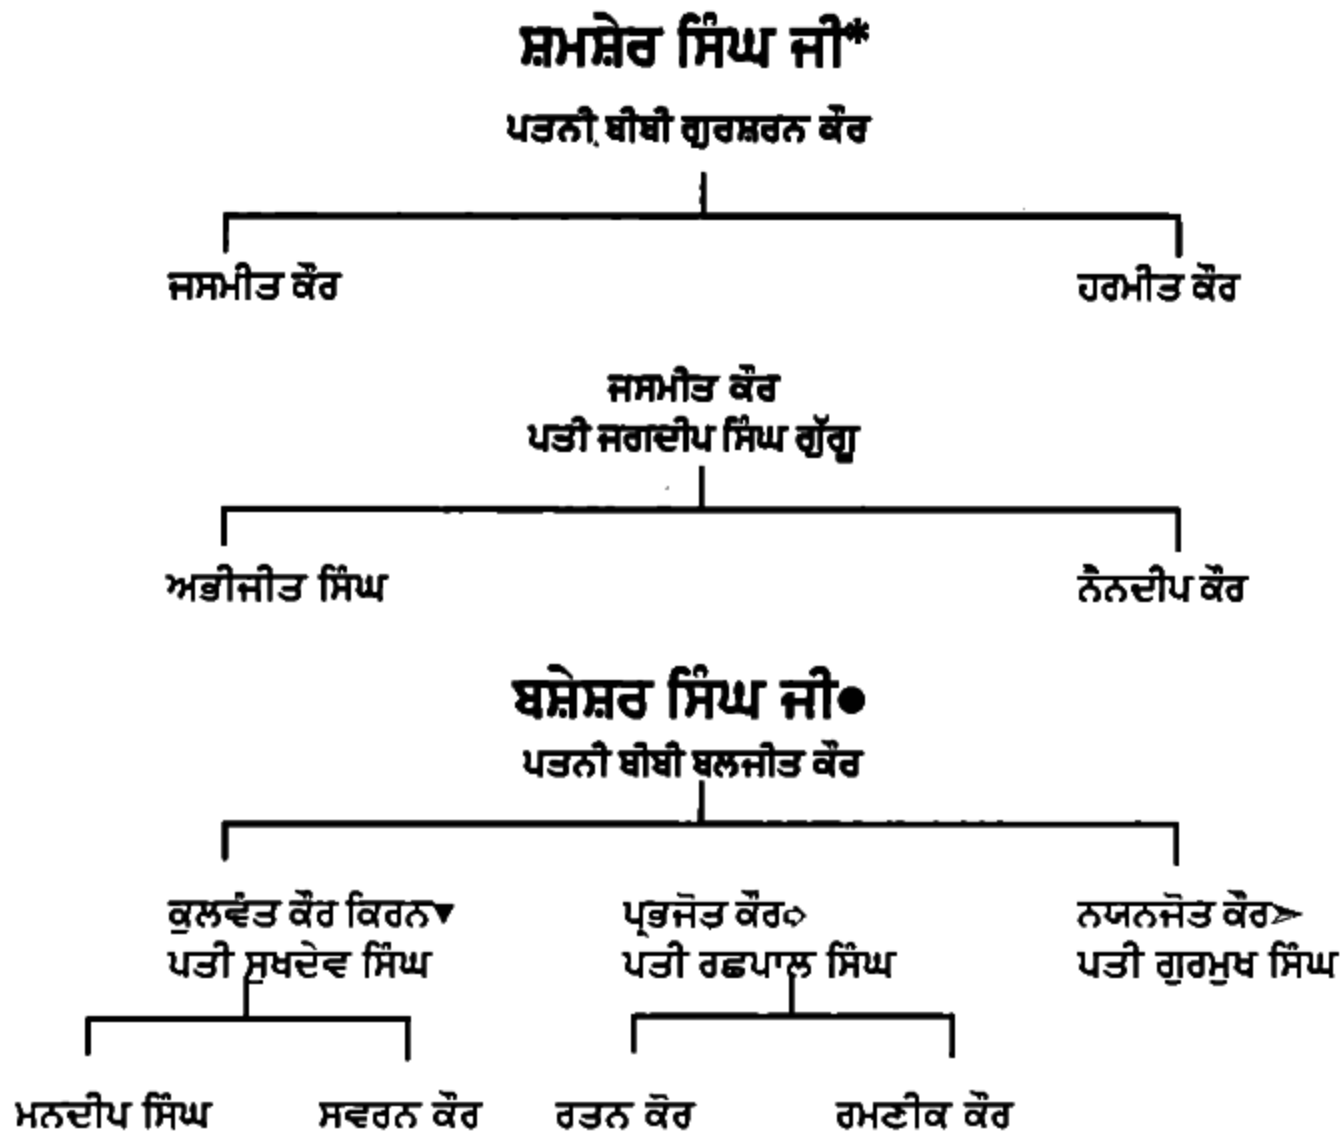 ਸ਼ਮਸ਼ੇਰ ਸਿੰਘ ਜੀ*
ਪਤਨੀ ਬੀਬੀ ਗੁਰਸ਼ਰਨ ਕੌਰ
ਜਸਮੀਤ ਕੌਰ ਹਰਮੀਤ ਕੌਰ
ਜਸਮੀਤ ਕੌਰ
ਪਤੀ ਜਗਦੀਪ ਸਿੰਘ ਗੁੱਗੂ
ਅਭੀਜੀਤ ਸਿੰਘ ਨੈਨਦੀਪ ਕੌਰ
ਬਸ਼ੇਸ਼ਰ ਸਿੰਘ ਜੀ●
ਪਤਨੀ ਬੀਬੀ ਬਲਜੀਤ ਕੌਰ
ਕੁਲਵੰਤ ਕੌਰ ਕਿਰਨ▼ ਪ੍ਰਭਜੋਤ ਕੌਰ◇ ਨਯਨਜੋਤ ਕੌਰ➢
ਪਤੀ ਸੁਖਦੇਵ ਸਿੰਘ ਪਤੀ ਰਛਪਾਲ ਸਿੰਘ ਪਤੀ ਗੁਰਮੁਖ ਸਿੰਘ
ਮਨਦੀਪ ਸਿੰਘ ਸਵਰਨ ਕੌਰ ਰਤਨ ਕੋਰ ਰਮਣੀਕ ਕੌਰ